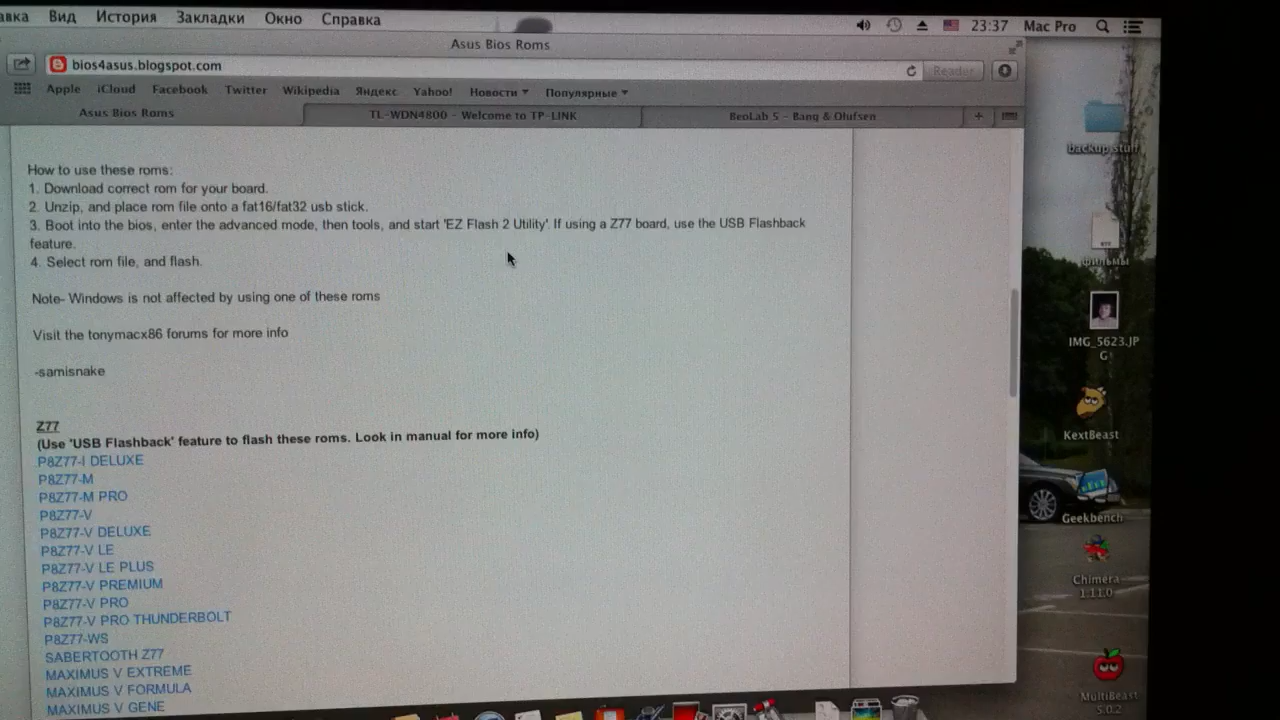 авка Вид История Закладки Окно Справка 23:37 Mac Pro
Asus Bios Roms
bios4asus.blogspot.com Reader
Apple iCloud Facebook Twitter Wikipedia Яндекс Yahoo! Новости Популярные
Asus Bios Roms TL-WDN4800 - Welcome to TP-LINK BeoLab 5 - Bang & Olufsen +
How to use these roms:
1. Download correct rom for your board.
2. Unzip, and place rom file onto a fat16/fat32 usb stick.
3. Boot into the bios, enter the advanced mode, then tools, and start 'EZ Flash 2 Utility'. If using a Z77 board, use the USB Flashback
feature.
4. Select rom file, and flash.
Note- Windows is not affected by using one of these roms
Visit the tonymacx86 forums for more info
-samisnake
Z77
(Use 'USB Flashback' feature to flash these roms. Look in manual for more info)
P8Z77-I DELUXE
P8Z77-M
P8Z77-M PRO
P8Z77-V
P8Z77-V DELUXE
P8Z77-V LE
P8Z77-V LE PLUS
P8Z77-V PREMIUM
P8Z77-V PRO
P8Z77-V PRO THUNDERBOLT
P8Z77-WS
SABERTOOTH Z77
MAXIMUS V EXTREME
MAXIMUS V FORMULA
MAXIMUS V GENE
backup stuff
фильмы
IMG_5623.JP
G
KextBeast
Geekbench
Chimera
1.11.0
MultiBeast
5.0.2